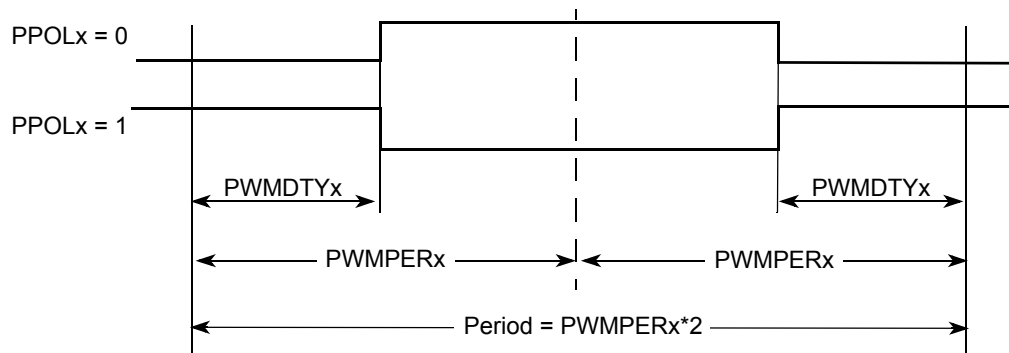 PPOLx = 0
PPOLx = 1
PWMDTYx
PWMDTYx
PWMPERx
PWMPERx
Period = PWMPERx*2